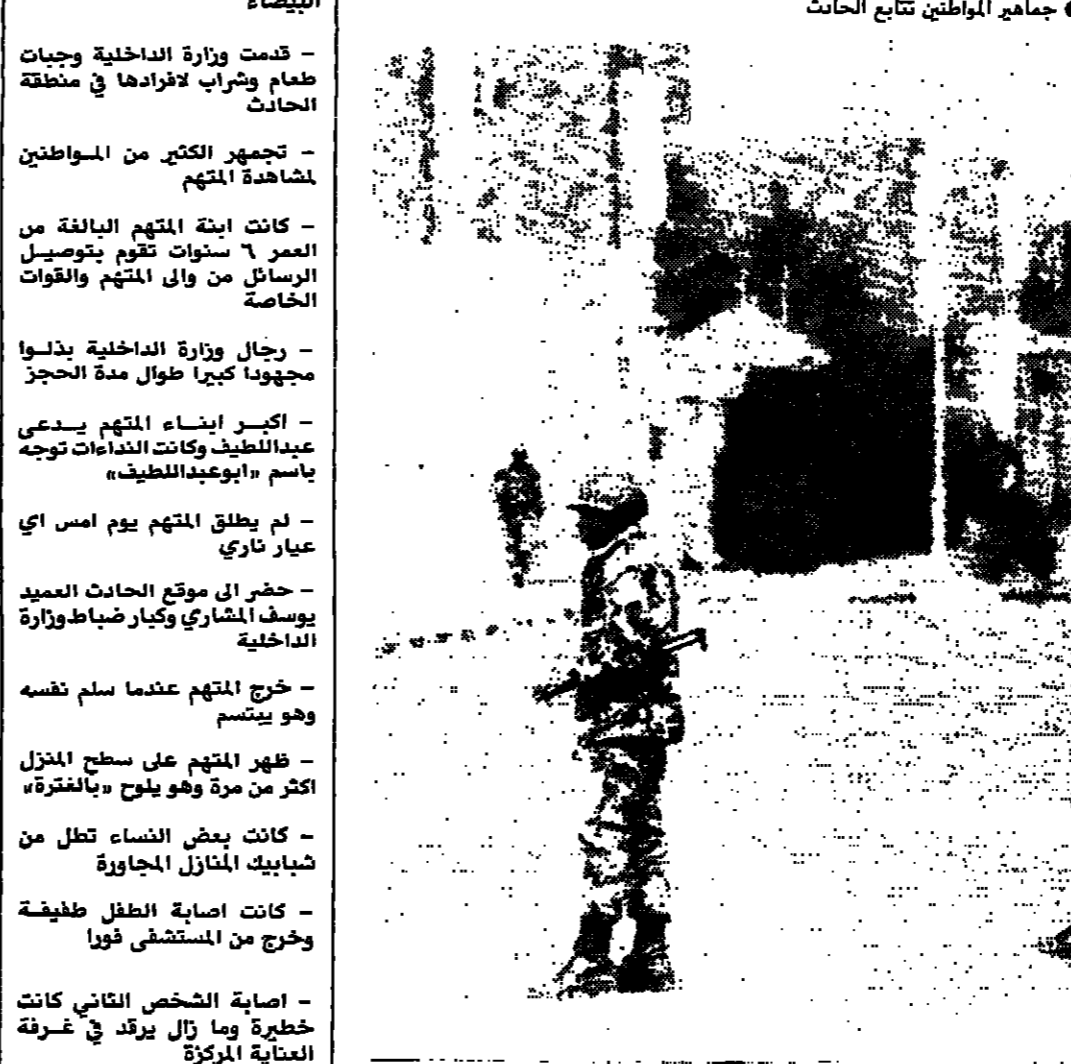 ● جماهير المواطنين تتابع الحادث
البيضاء
– قدمت وزارة الداخلية وجبات
طعام وشراب لافرادها في منطقة
الحادث
– تجمهر الكثير من المواطنين
لمشاهدة المتهم
– كانت ابنة المتهم البالغة من
العمر ٦ سنوات تقوم بتوصيل
الرسائل من والى المتهم والقوات
الخاصة
– رجال وزارة الداخلية بذلوا
مجهودا كبيرا طوال مدة الحجز
– اكبر ابناء المتهم يدعى
عبداللطيف وكانت النداءات توجه
باسم «ابوعبداللطيف»
– لم يطلق المتهم يوم امس اي
عيار ناري
– حضر الى موقع الحادث العميد
يوسف المشاري وكبار ضباط وزارة
الداخلية
– خرج المتهم عندما سلم نفسه
وهو يبتسم
– ظهر المتهم على سطح المنزل
اكثر من مرة وهو يلوح «بالغترة»
– كانت بعض النساء تطل من
شبابيك المنازل المجاورة
– كانت اصابة الطفل طفيفة
وخرج من المستشفى فورا
– اصابة الشخص الثاني كانت
خطيرة وما زال يرقد في غرفة
العناية المركزة